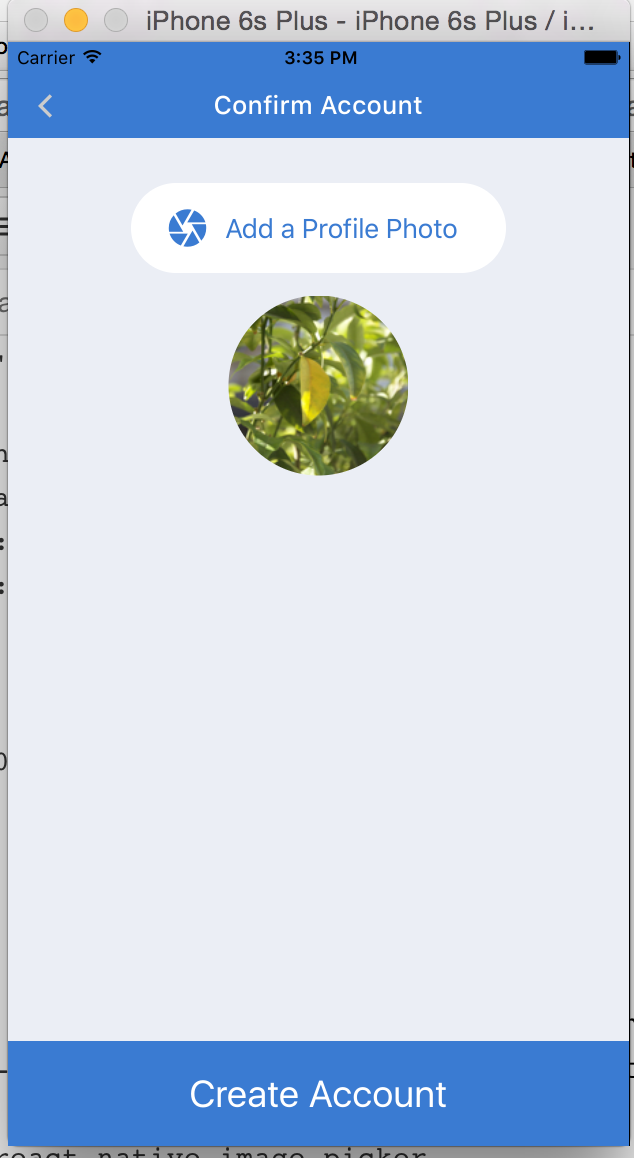 iPhone 6s Plus - iPhone 6s Plus / i...
Carrier
3:35 PM
Confirm Account
Add a Profile Photo
Create Account
react native image picker